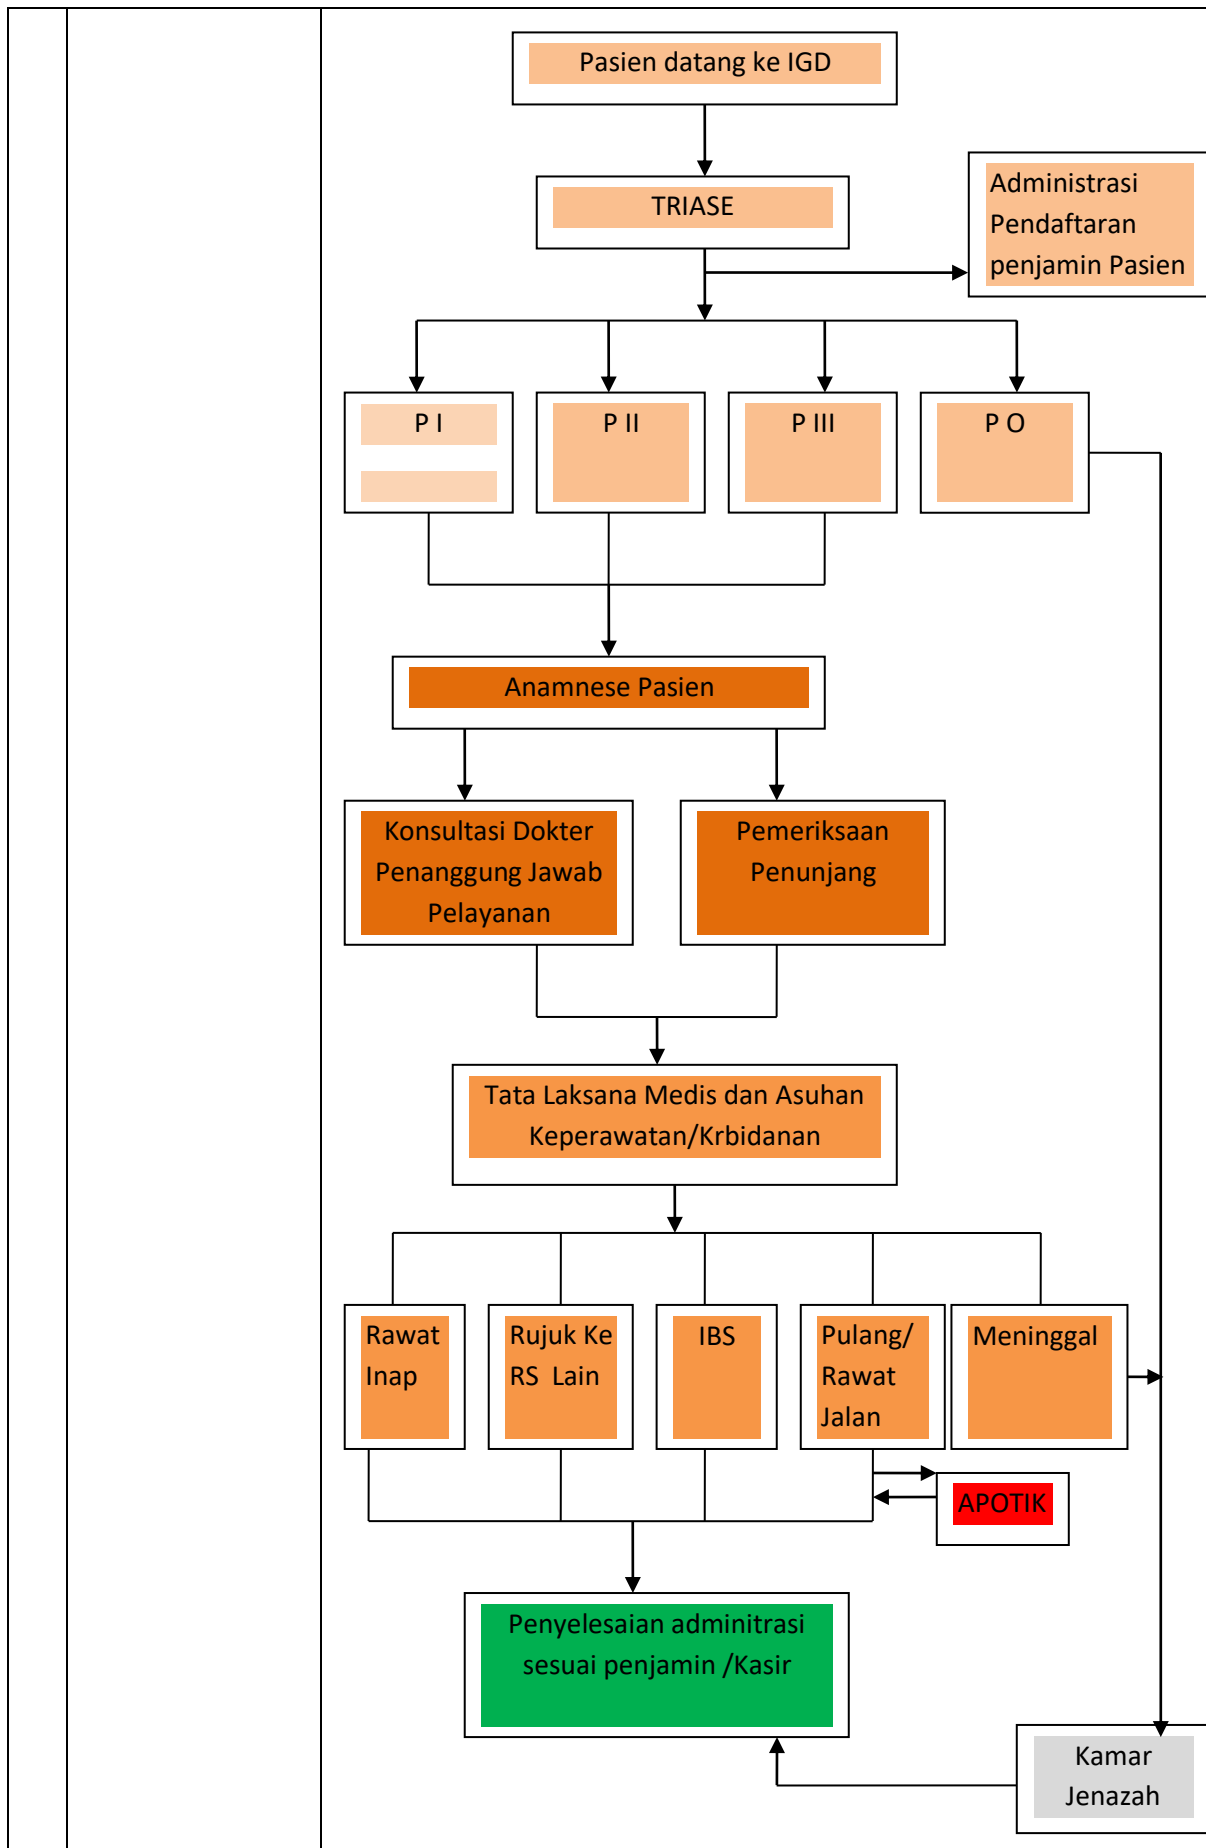 Pasien datang ke IGD
TRIASE
Administrasi
Pendaftaran
penjamin Pasien
P I
P II
P III
P O
Anamnese Pasien
Konsultasi Dokter
Penanggung Jawab
Pelayanan
Pemeriksaan
Penunjang
Tata Laksana Medis dan Asuhan
Keperawatan/Krbidanan
Rawat
Inap
Rujuk Ke
RS  Lain
IBS
Pulang/
Rawat
Jalan
Meninggal
APOTIK
Penyelesaian adminitrasi
sesuai penjamin /Kasir
Kamar
Jenazah